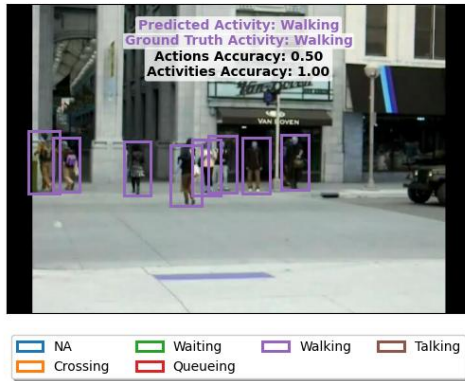 Predicted Activity: Walking
Ground Truth Activity: Walking
Actions Accuracy: 0.50
Activities Accuracy: 1.00
VAN BOVEN
NA
Waiting
Walking
Talking
Crossing
Queueing